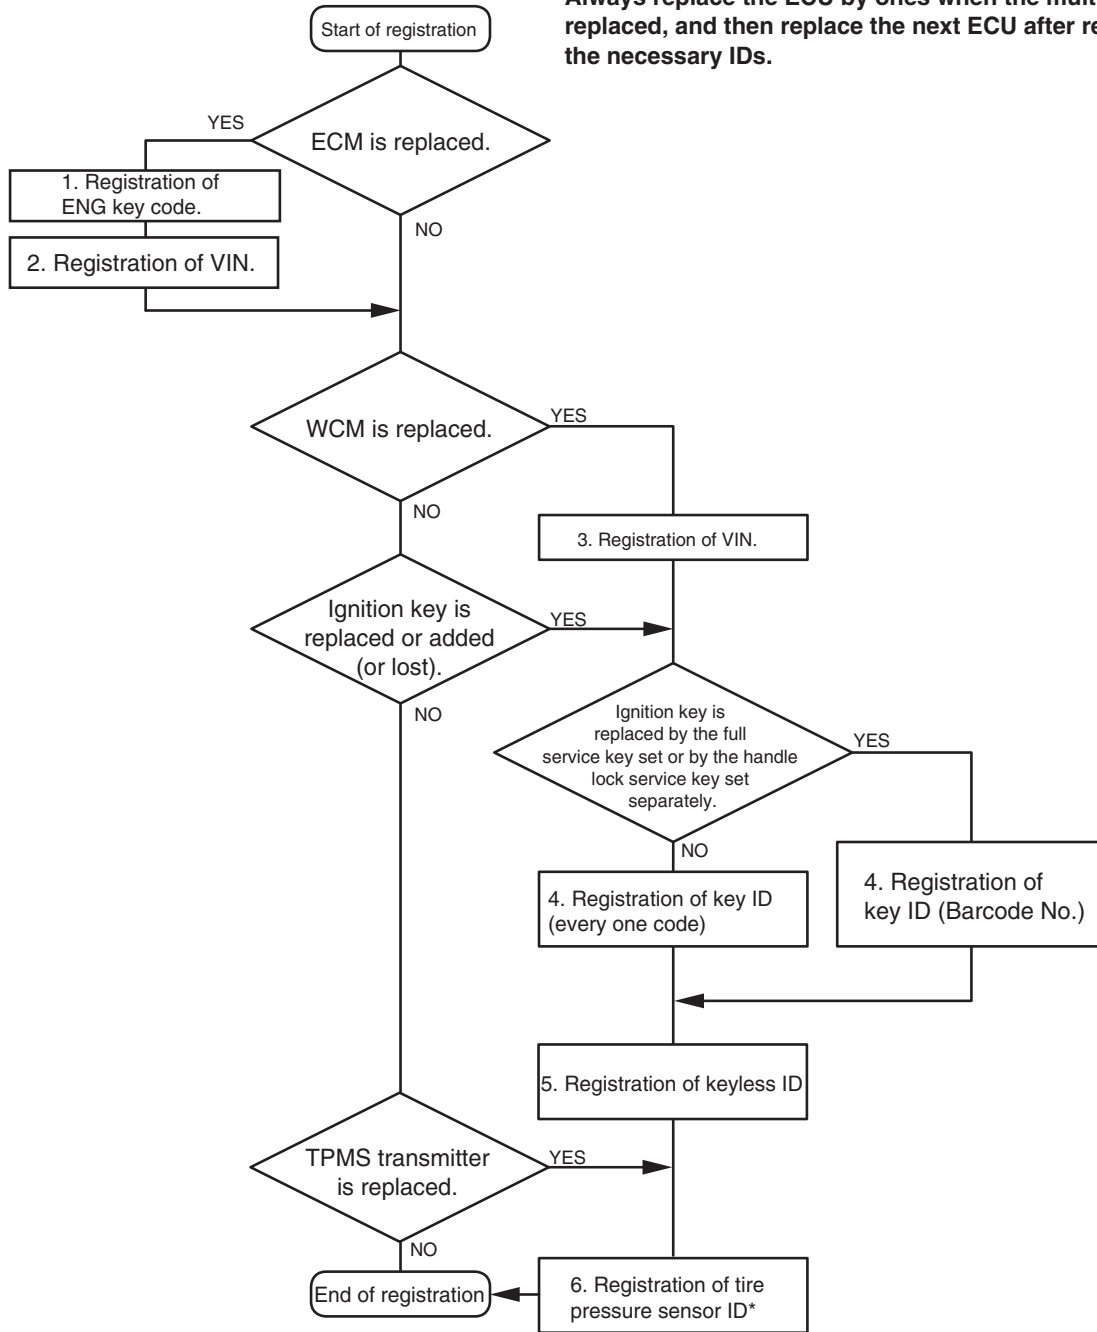 Always replace the ECU by ones when the
replaced, and then replace the next ECU after
the necessary IDs.
Start of registration
YES
ECM is replaced.
1. Registration of
ENG key code.
NO
2. Registration of VIN.
WCM is replaced.
YES
NO
3. Registration of VIN.
Ignition key is
replaced or added
(or lost).
YES
NO
Ignition key is
replaced by the full
service key set or by the handle
lock service key set
separately.
YES
NO
4. Registration of key ID
(every one code)
4. Registration of
key ID (Barcode No.)
5. Registration of keyless ID
TPMS transmitter
is replaced.
YES
NO
End of registration
6. Registration of tire
pressure sensor ID*